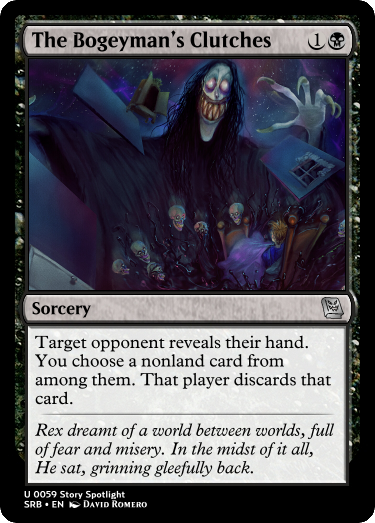 The Bogeyman's Clutches 1
Sorcery
Target opponent reveals their hand.
You choose a nonland card from
among them. That player discards that
card.
Rex dreamt of a world between worlds, full
of fear and misery. In the midst of it all,
He sat, grinning gleefully back.
U 0059 Story Spotlight
SRB • EN David Romero